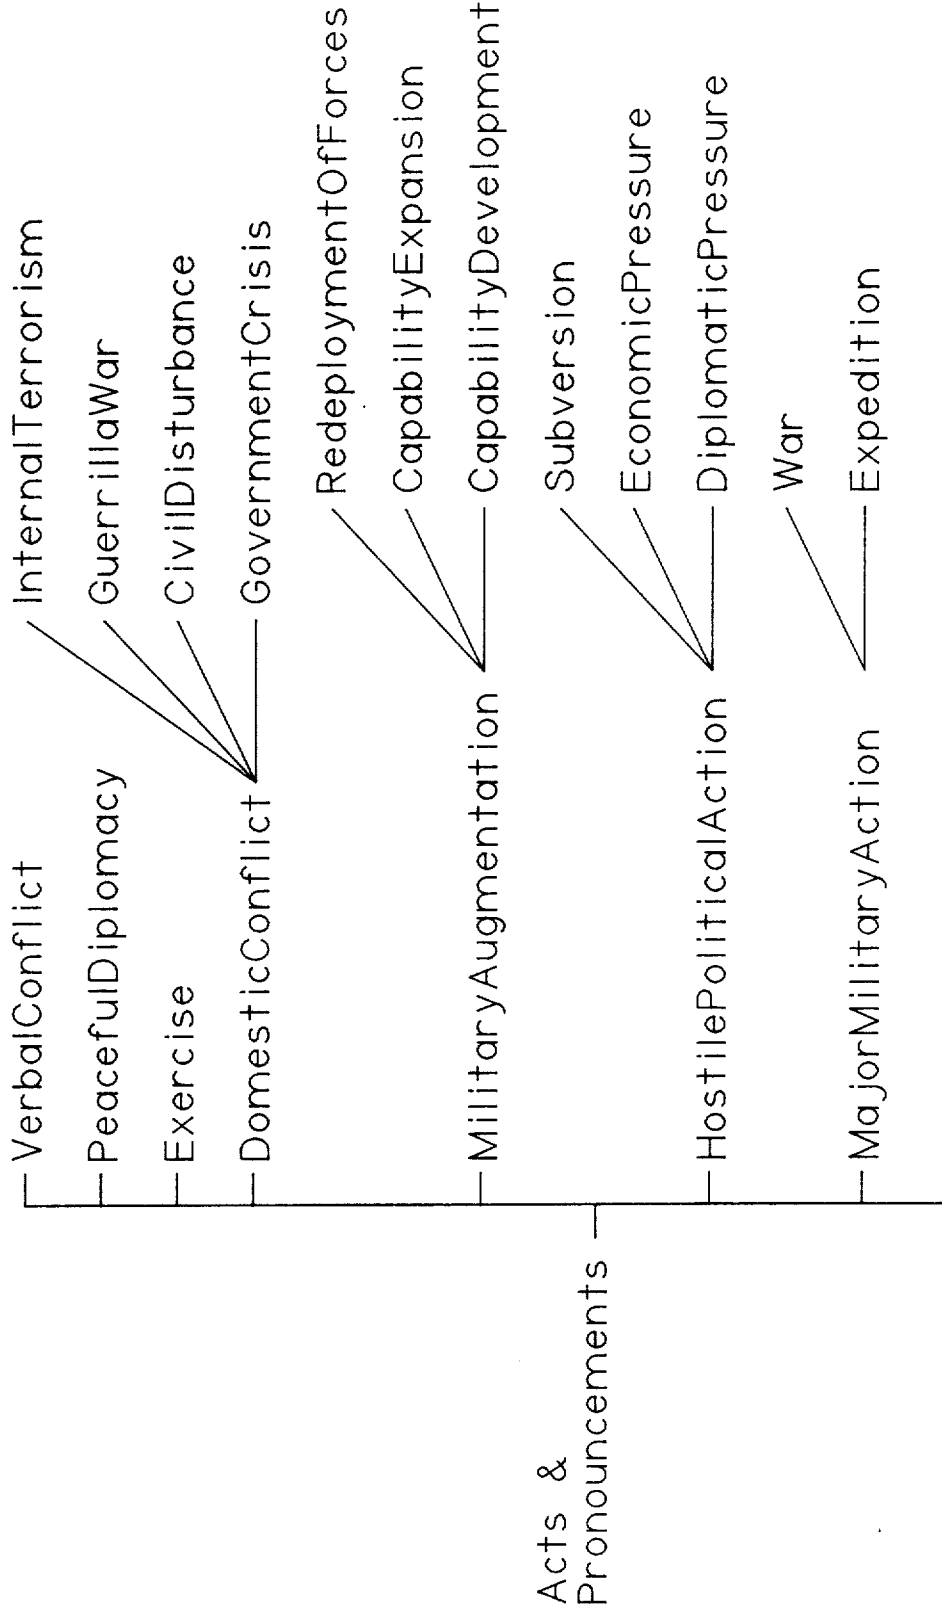 Acts &
Pronouncements
VerbalConflict
PeacefulDiplomacy
Exercise
DomesticConflict
InternalTerrorism
GuerrillaWar
CivilDisturbance
GovernmentCrisis
MilitaryAugmentation
RedeploymentOfForces
CapabilityExpansion
CapabilityDevelopment
HostilePoliticalAction
Subversion
EconomicPressure
DiplomaticPressure
MajorMilitaryAction
War
Expedition